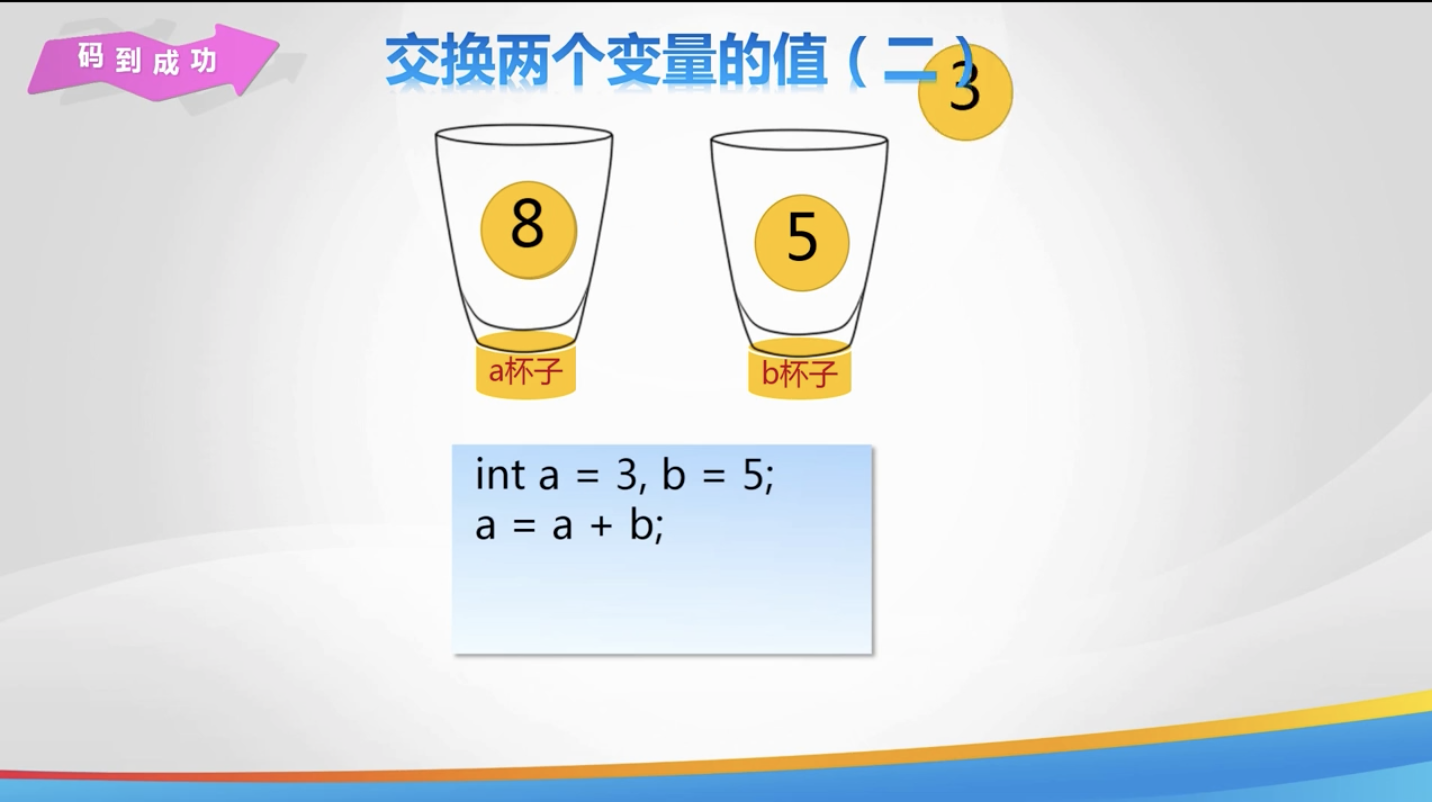 码到成功
交换两个变量的值（二）
3
8
5
a杯子
b杯子
int a = 3, b = 5;
a = a + b;